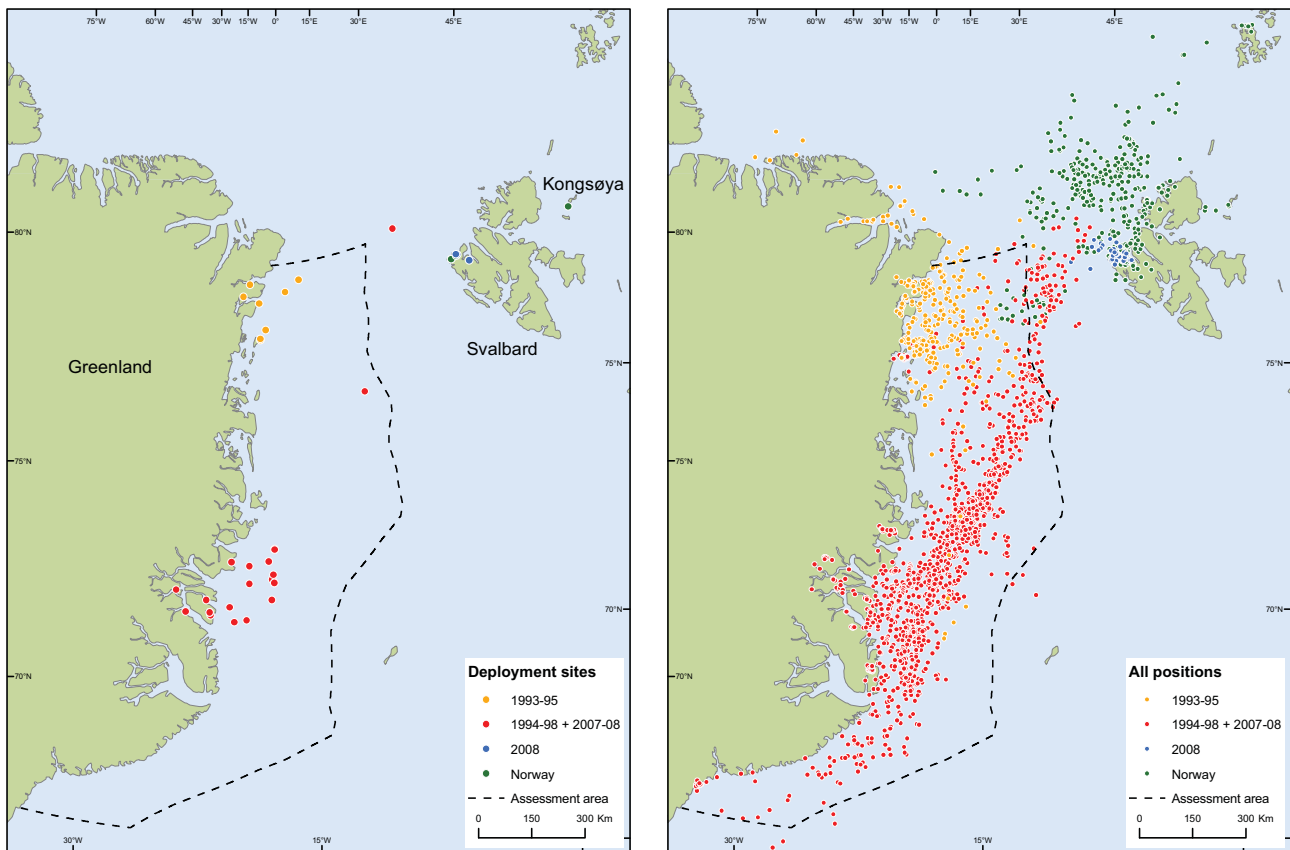 75°W 60°W 45°W 30°W 15°W 0° 15°E 30°E 45°E
80°N
75°N
75°N
70°N
70°N
30°W 15°W
Kongsøya
Svalbard
Greenland
Deployment sites
1993-95
1994-98 + 2007-08
2008
Norway
Assessment area
0 150 300 Km
75°W 60°W 45°W 30°W 15°W 0° 15°E 30°E 45°E
80°N
75°N
75°N
70°N
70°N
30°W 15°W
All positions
1993-95
1994-98 + 2007-08
2008
Norway
Assessment area
0 150 300 Km